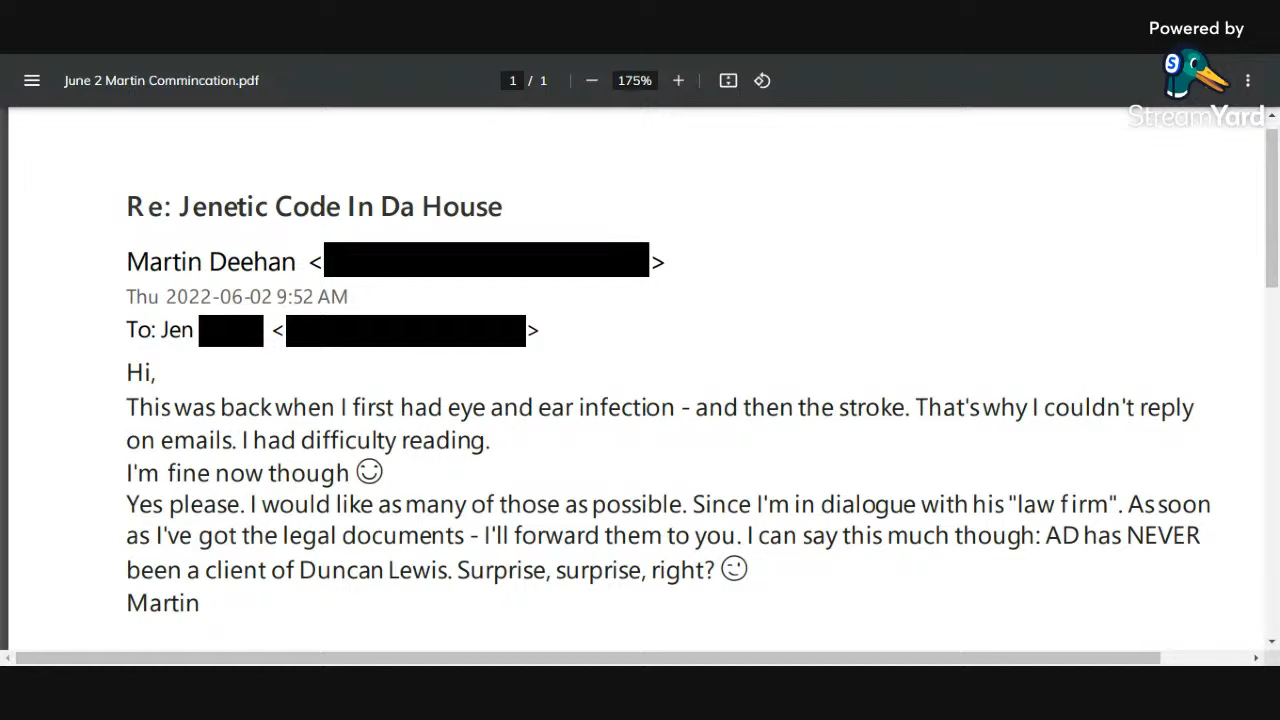 Powered by
June 2 Martin Commincation.pdf
1 / 1
175%
S
StreamYard
Re: Jenetic Code In Da House
Martin Deehan < >
Thu 2022-06-02 9:52 AM
To: Jen < >
Hi,
This was back when I first had eye and ear infection - and then the stroke. That's why I couldn't reply
on emails. I had difficulty reading.
I'm fine now though ☺
Yes please. I would like as many of those as possible. Since I'm in dialogue with his "law firm". As soon
as I've got the legal documents - I'll forward them to you. I can say this much though: AD has NEVER
been a client of Duncan Lewis. Surprise, surprise, right? 😉
Martin